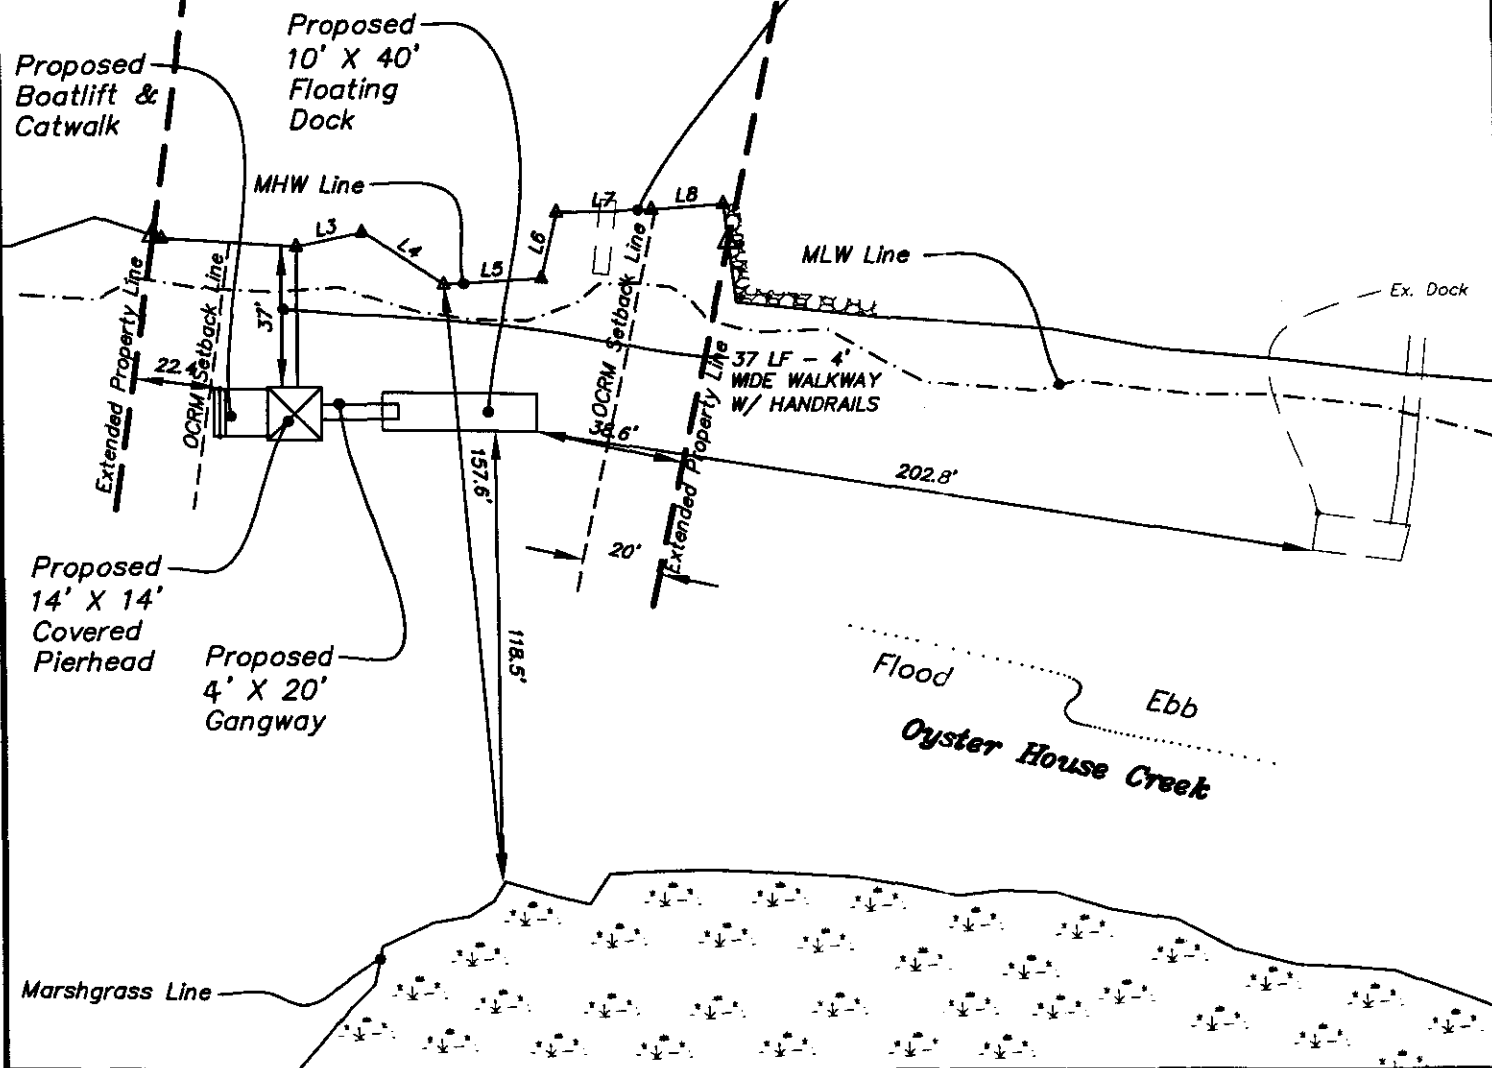 Proposed
10' X 40'
Floating
Dock
Proposed
Boatlift &
Catwalk
MHW Line
L3
L4
L5
L6
L7
L8
MLW Line
Ex. Dock
37'
22.4'
Extended Property Line
OCRM Setback Line
OCRM Setback Line
Extended Property Line
37 LF - 4'
WIDE WALKWAY
W/ HANDRAILS
157.6'
202.8'
20'
118.5'
Proposed
14' X 14'
Covered
Pierhead
Proposed
4' X 20'
Gangway
Flood
Ebb
Oyster House Creek
Marshgrass Line